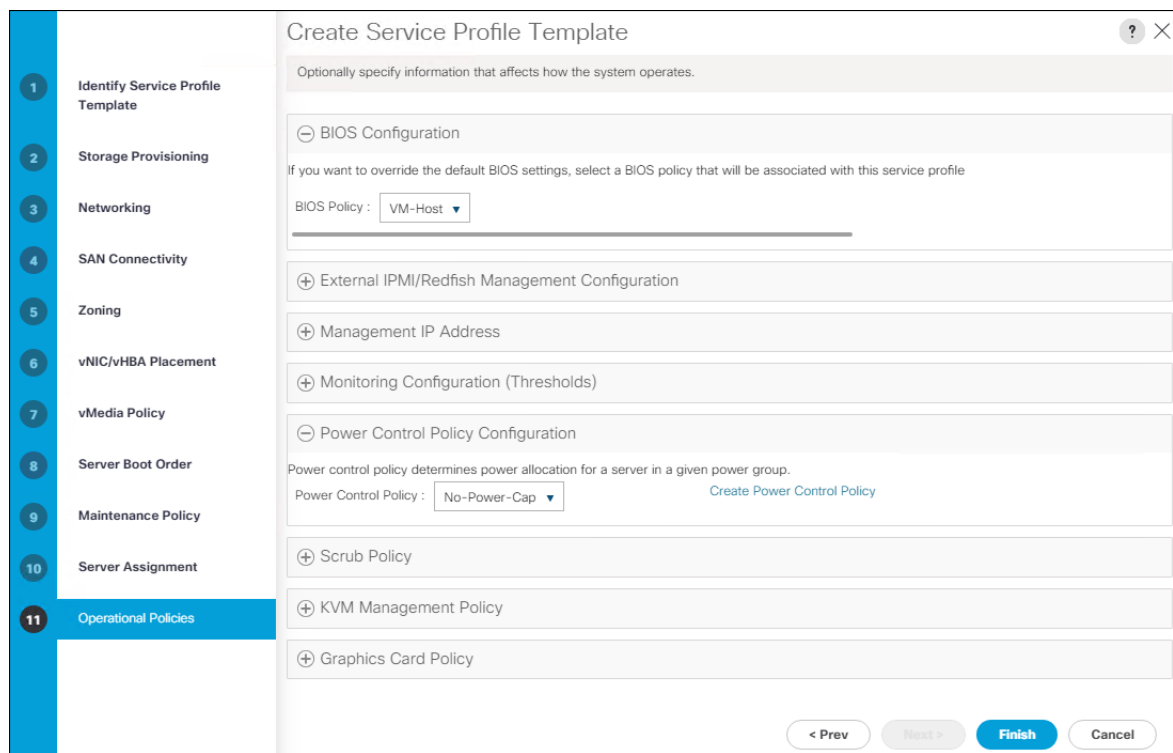 Create Service Profile Template
?
Optionally specify information that affects how the system operates.
1 Identify Service Profile
Template
2 Storage Provisioning
3 Networking
4 SAN Connectivity
5 Zoning
6 vNIC/vHBA Placement
7 vMedia Policy
8 Server Boot Order
9 Maintenance Policy
10 Server Assignment
11 Operational Policies
BIOS Configuration
If you want to override the default BIOS settings, select a BIOS policy that will be associated with this service profile
BIOS Policy : VM-Host
External IPMI/Redfish Management Configuration
Management IP Address
Monitoring Configuration (Thresholds)
Power Control Policy Configuration
Power control policy determines power allocation for a server in a given power group.
Power Control Policy : No-Power-Cap Create Power Control Policy
Scrub Policy
KVM Management Policy
Graphics Card Policy
< Prev Next > Finish Cancel